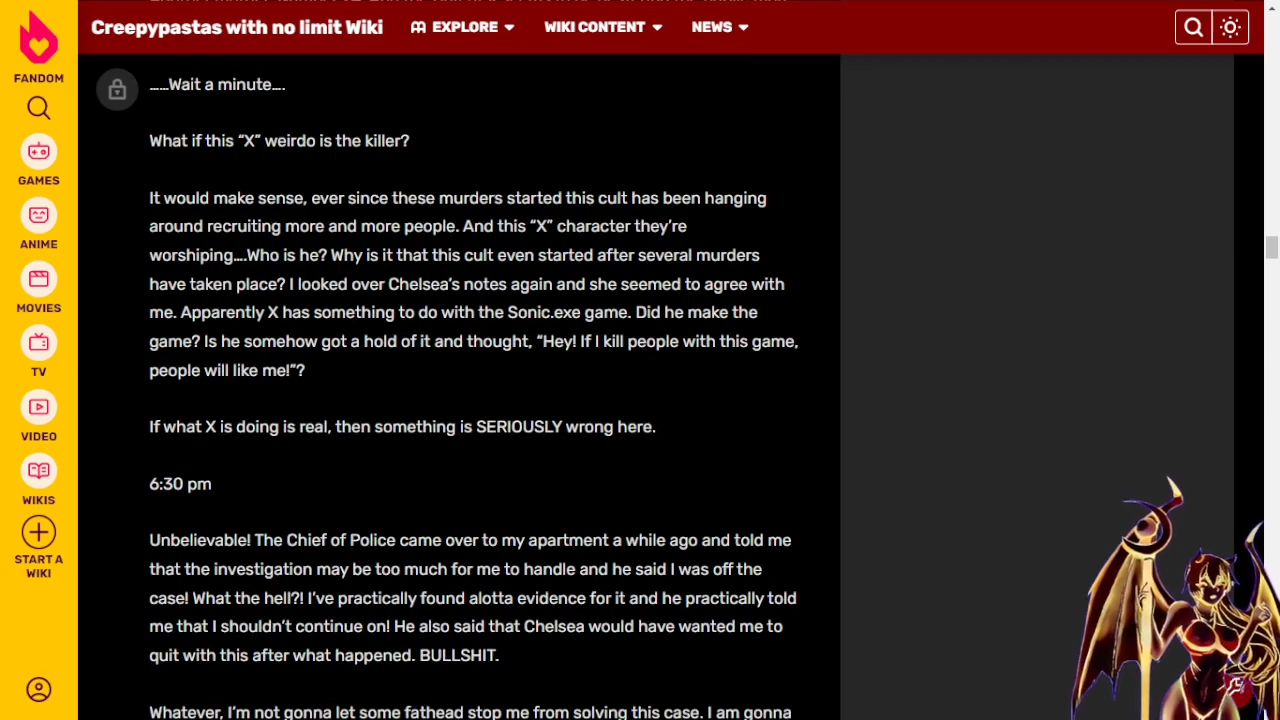 Creepypastas with no limit Wiki
EXPLORE
WIKI CONTENT
NEWS
FANDOM
GAMES
ANIME
MOVIES
TV
VIDEO
WIKIS
START A
WIKI
……Wait a minute….
What if this “X” weirdo is the killer?
It would make sense, ever since these murders started this cult has been hanging
around recruiting more and more people. And this “X” character they’re
worshiping….Who is he? Why is it that this cult even started after several murders
have taken place? I looked over Chelsea’s notes again and she seemed to agree with
me. Apparently X has something to do with the Sonic.exe game. Did he make the
game? Is he somehow got a hold of it and thought, “Hey! If I kill people with this game,
people will like me!”?
If what X is doing is real, then something is SERIOUSLY wrong here.
6:30 pm
Unbelievable! The Chief of Police came over to my apartment a while ago and told me
that the investigation may be too much for me to handle and he said I was off the
case! What the hell?! I’ve practically found alotta evidence for it and he practically told
me that I shouldn’t continue on! He also said that Chelsea would have wanted me to
quit with this after what happened. BULLSHIT.
Whatever, I’m not gonna let some fathead stop me from solving this case. I am gonna